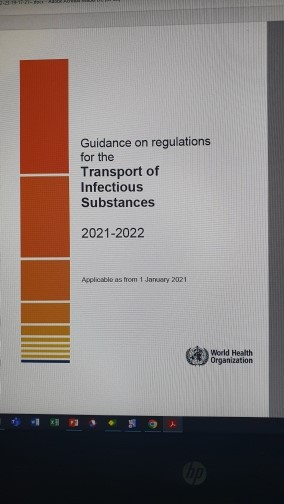 Guidance on regulations
for the
Transport of
Infectious
Substances
2021-2022
Applicable as from 1 January 2021
World Health
Organization
hp